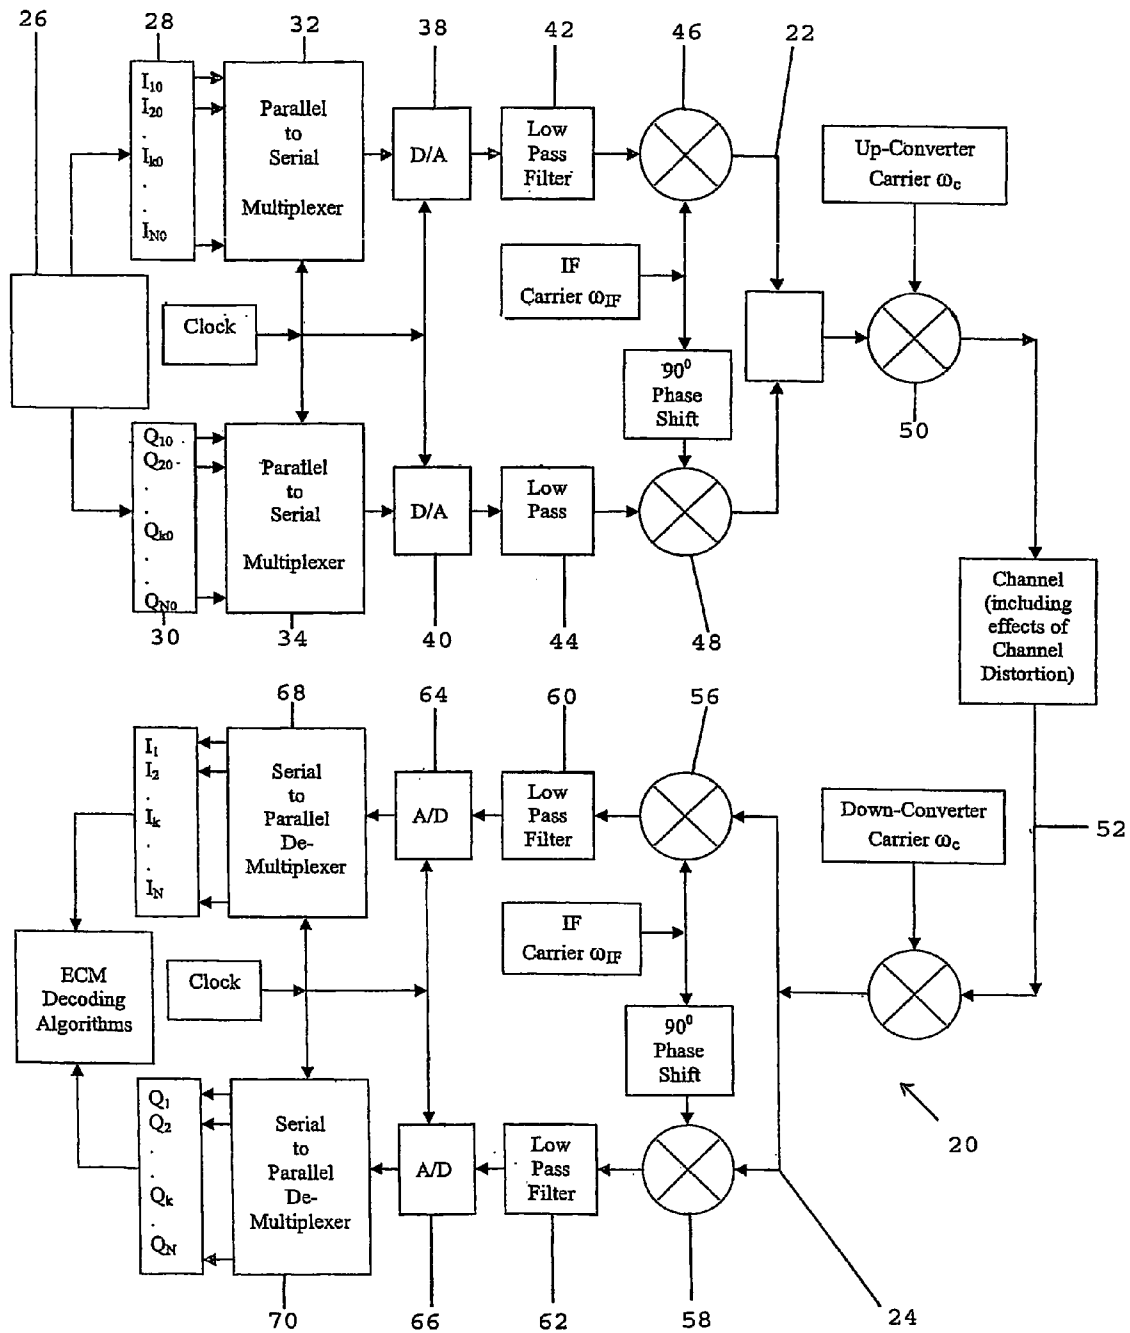 26
28
32
38
42
46
22
I10
I20
.
Ik0
.
.
IN0
Parallel
to
Serial
Multiplexer
D/A
Low
Pass
Filter
Up-Converter
Carrier ωc
IF
Carrier ωIF
Clock
90⁰
Phase
Shift
50
Q10
Q20
.
.
Qk0
.
.
QN0
Parallel
to
Serial
Multiplexer
D/A
Low
Pass
Channel
(including
effects of
Channel
Distortion)
30
34
40
44
48
68
64
60
56
I1
I2
.
Ik
.
.
IN
Serial
to
Parallel
De-
Multiplexer
A/D
Low
Pass
Filter
Down-Converter
Carrier ωc
52
IF
Carrier ωIF
ECM
Decoding
Algorithms
Clock
90⁰
Phase
Shift
Q1
Q2
.
.
Qk
.
QN
Serial
to
Parallel
De-
Multiplexer
A/D
Low
Pass
Filter
20
70
66
62
58
24